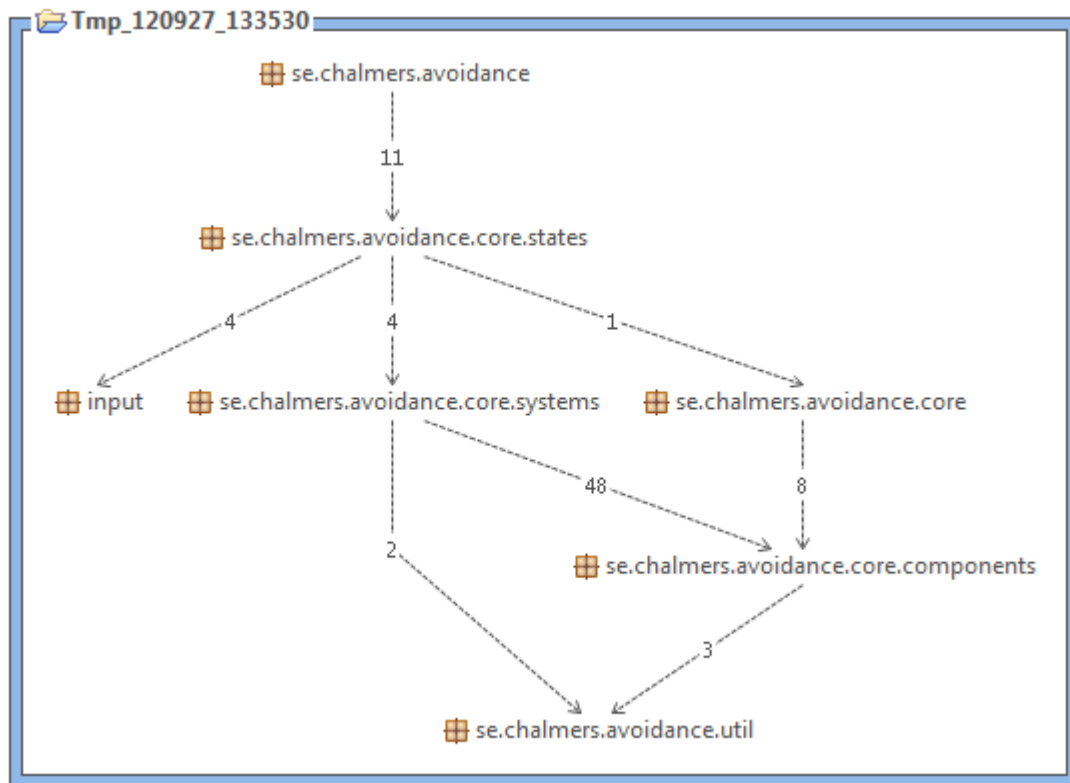 Tmp_120927_133530
se.chalmers.avoidance
11
se.chalmers.avoidance.core.states
4 4 1
input se.chalmers.avoidance.core.systems se.chalmers.avoidance.core
48 8
2
se.chalmers.avoidance.core.components
3
se.chalmers.avoidance.util